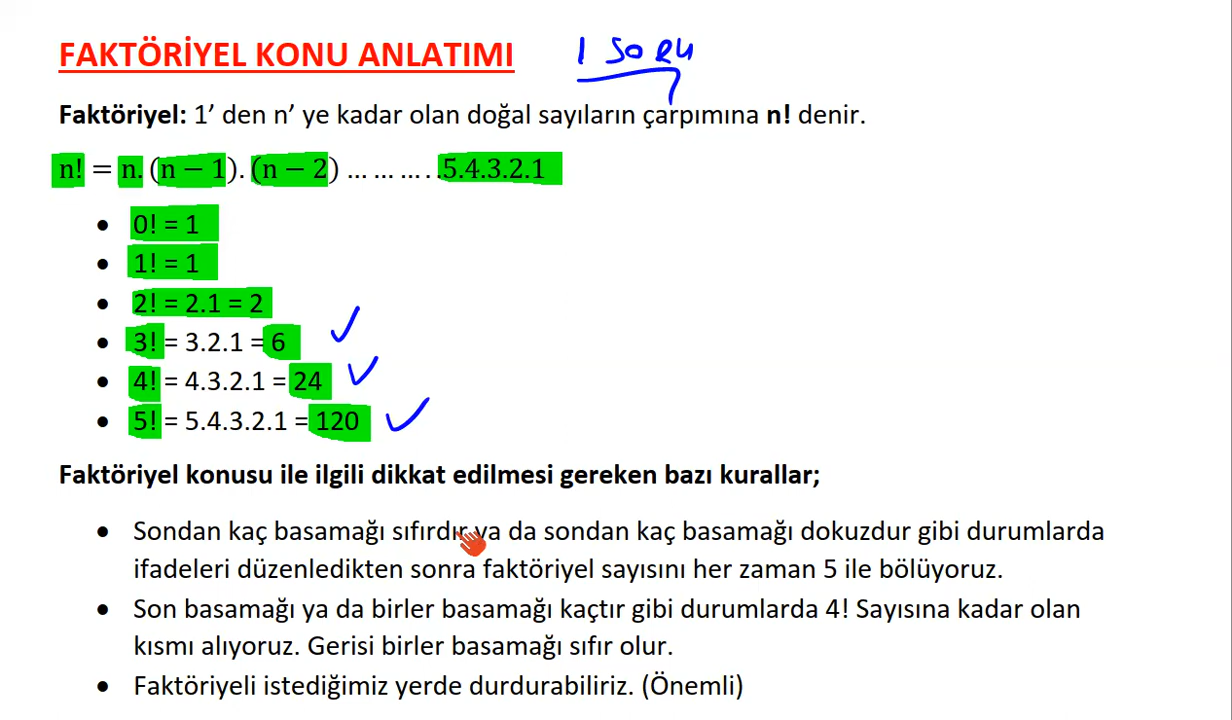 FAKTÖRİYEL KONU ANLATIMI 1 SORU
Faktöriyel: 1’ den n’ ye kadar olan doğal sayıların çarpımına n! denir.
n! = n. (n − 1). (n − 2) … … … . . 5.4.3.2.1
• 0! = 1
• 1! = 1
• 2! = 2.1 = 2
• 3! = 3.2.1 = 6
• 4! = 4.3.2.1 = 24
• 5! = 5.4.3.2.1 = 120
Faktöriyel konusu ile ilgili dikkat edilmesi gereken bazı kurallar;
• Sondan kaç basamağı sıfırdır ya da sondan kaç basamağı dokuzdur gibi durumlarda
ifadeleri düzenledikten sonra faktöriyel sayısını her zaman 5 ile bölüyoruz.
• Son basamağı ya da birler basamağı kaçtır gibi durumlarda 4! Sayısına kadar olan
kısmı alıyoruz. Gerisi birler basamağı sıfır olur.
• Faktöriyeli istediğimiz yerde durdurabiliriz. (Önemli)